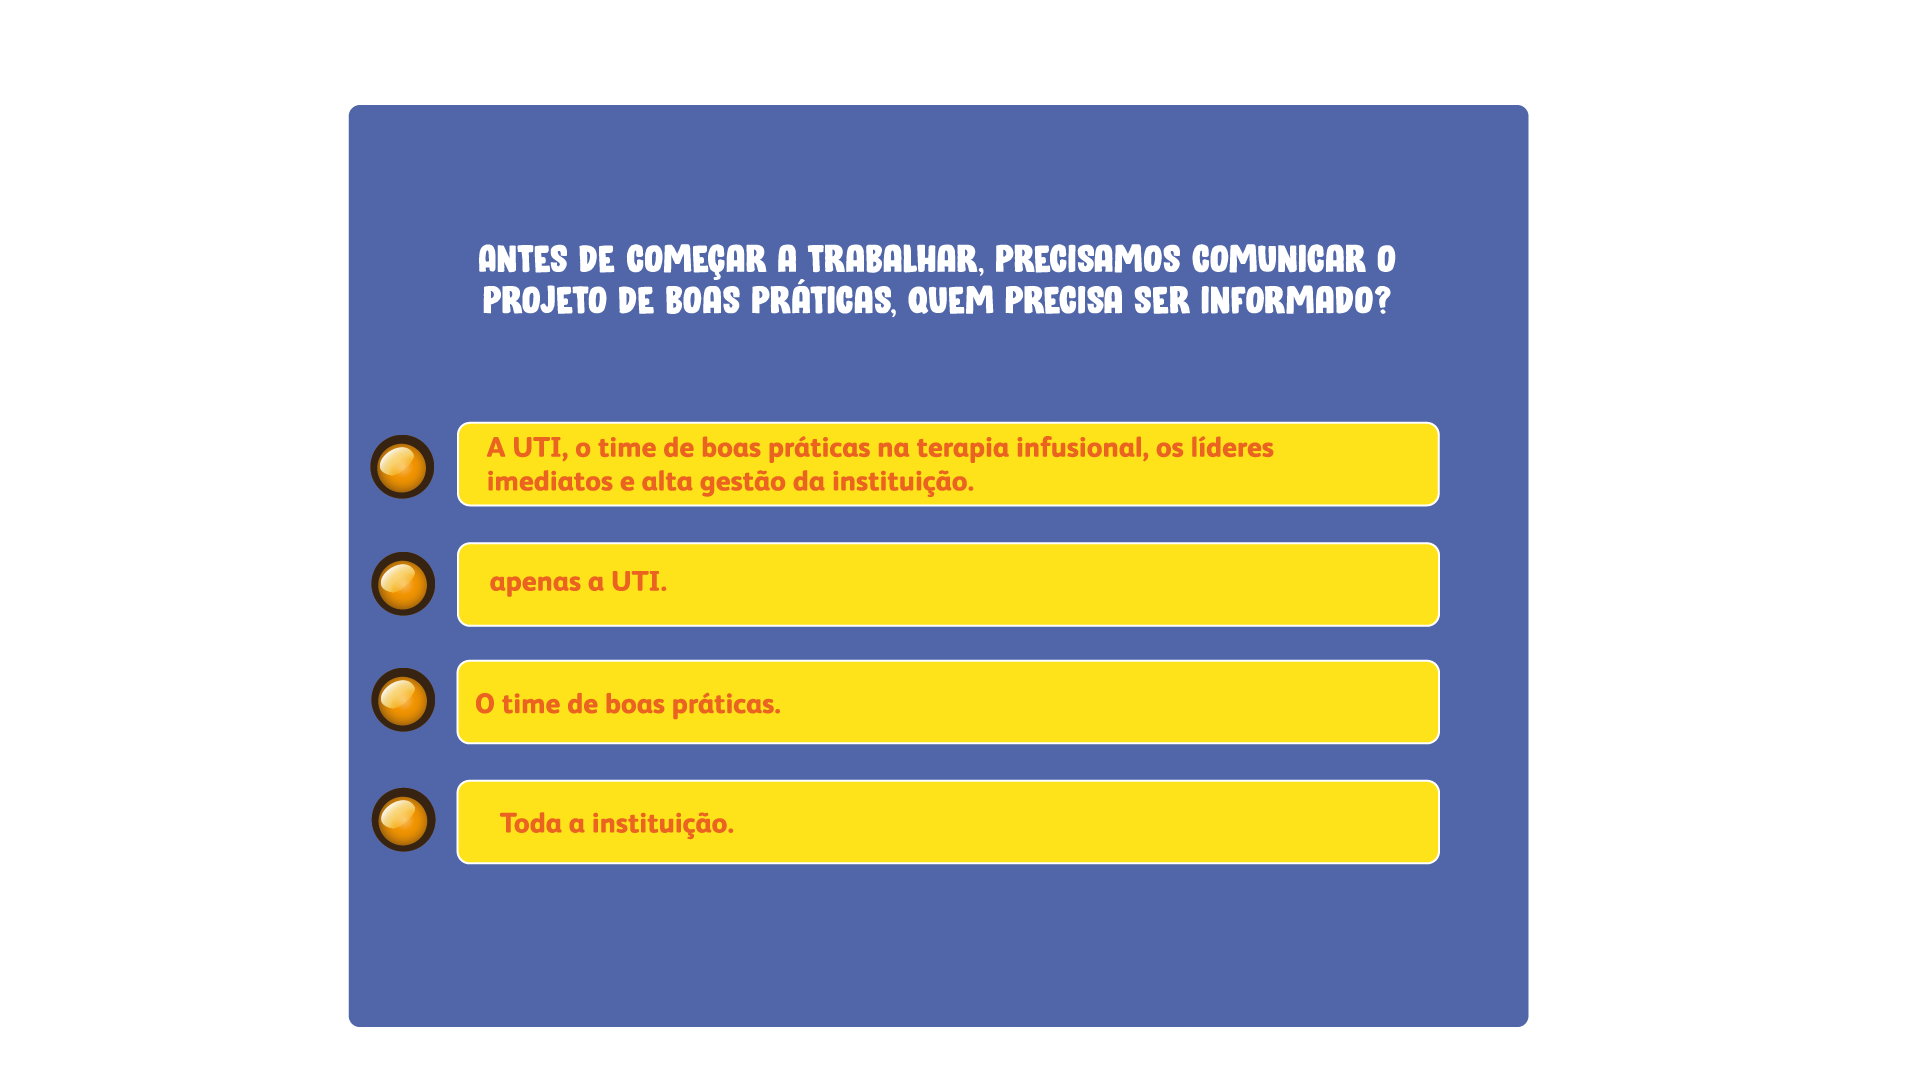 ANTES DE COMEÇAR A TRABALHAR, PRECISAMOS COMUNICAR O
PROJETO DE BOAS PRÁTICAS, QUEM PRECISA SER INFORMADO?
A UTI, o time de boas práticas na terapia infusional, os líderes
imediatos e alta gestão da instituição.
apenas a UTI.
O time de boas práticas.
Toda a instituição.